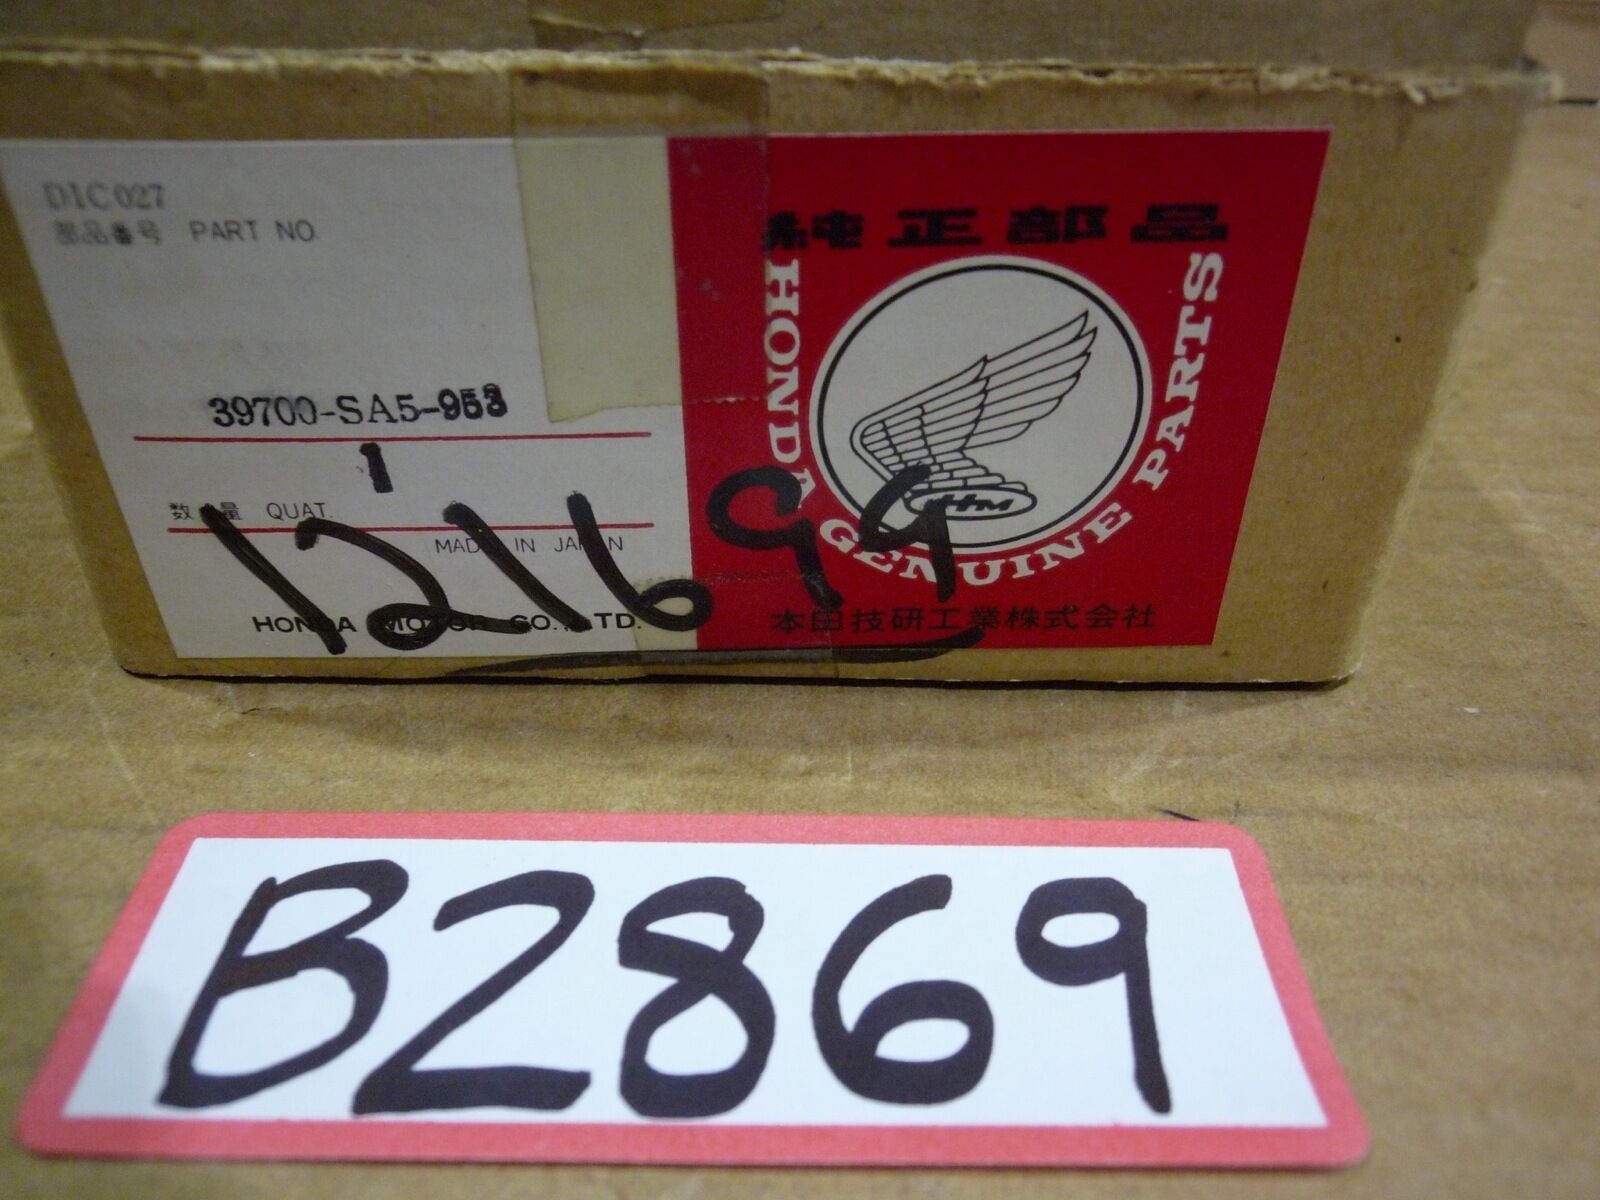 D1C027
部品番号 PART NO.
39700-SA5-953
1
数量 QUAT.
MADE IN JAPAN
HONDA MOTOR CO., LTD.
純正部品
HONDA GENUINE PARTS
HM
本田技研工業株式会社
121699
B2869